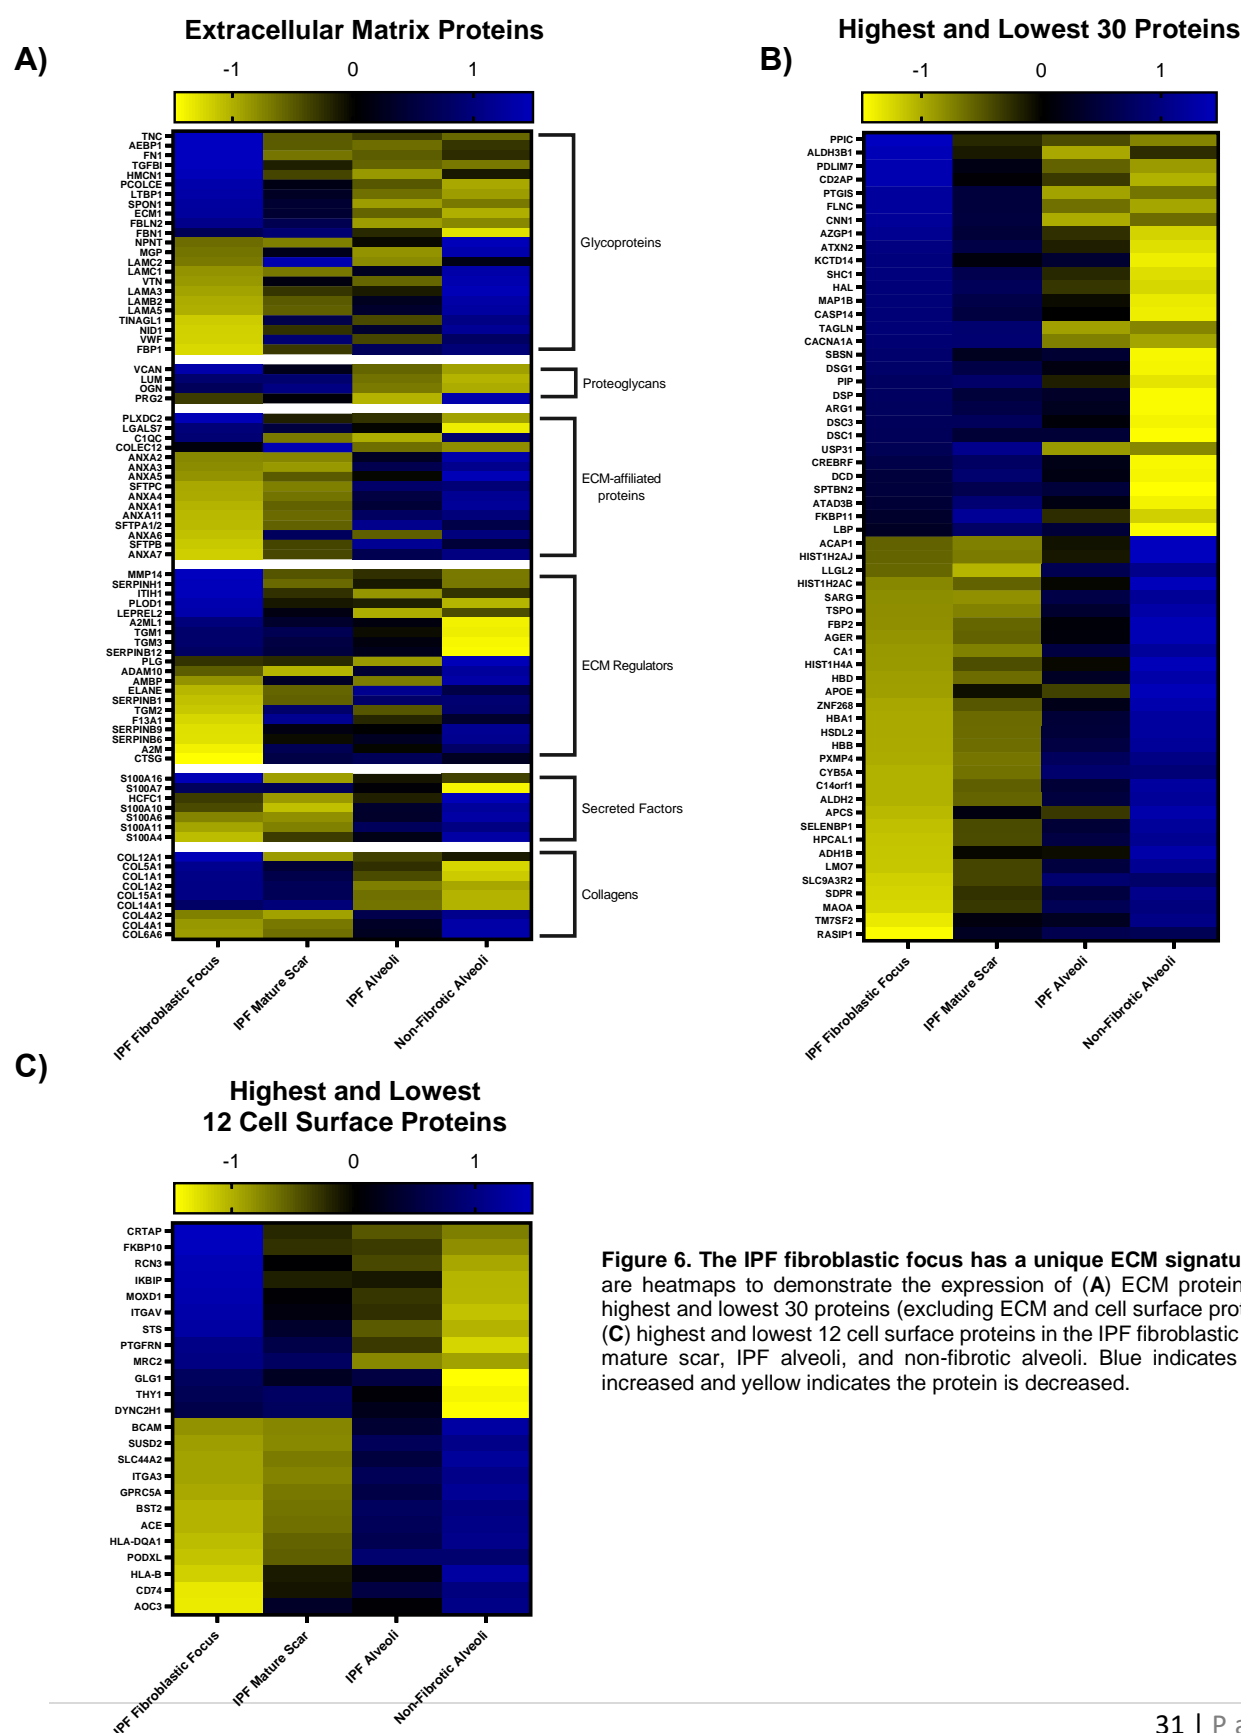 Extracellular Matrix Proteins
A)
-1 0 1
TNC
AEBP1
FN1
TGFBI
HMCN1
PCOLCE
LTBP1
SPON1
ECM1
FBLN2
FBN1
NPNT
MGP
LAMC2
LAMC1
VTN
LAMA3
LAMB2
LAMA5
TINAGL1
NID1
VWF
FBP1
Glycoproteins
VCAN
LUM
OGN
PRG2
Proteoglycans
PLXDC2
LGALS7
C1QC
COLEC12
ANXA2
ANXA3
ANXA5
SFTPC
ANXA4
ANXA1
ANXA11
SFTPA1/2
ANXA6
SFTPB
ANXA7
ECM-affiliated
proteins
MMP14
SERPINH1
ITIH1
PLOD1
LEPREL2
A2ML1
TGM1
TGM3
SERPINB12
PLG
ADAM10
AMBP
ELANE
SERPINB1
TGM2
F13A1
SERPINB9
SERPINB6
A2M
CTSG
ECM Regulators
S100A16
S100A7
HCFC1
S100A10
S100A6
S100A11
S100A4
Secreted Factors
COL12A1
COL5A1
COL1A1
COL1A2
COL15A1
COL14A1
COL4A2
COL4A1
COL6A6
Collagens
IPF Fibroblastic Focus
IPF Mature Scar
IPF Alveoli
Non-Fibrotic Alveoli
Highest and Lowest 30 Proteins
B)
-1 0 1
PPIC
ALDH3B1
PDLIM7
CD2AP
PTGIS
FLNC
CNN1
AZGP1
ATXN2
KCTD14
SHC1
HAL
MAP1B
CASP14
TAGLN
CACNA1A
SBSN
DSG1
PIP
DSP
ARG1
DSC3
DSC1
USP31
CREBRF
DCD
SPTBN2
ATAD3B
FKBP11
LBP
ACAP1
HIST1H2AJ
LLGL2
HIST1H2AC
SARG
TSPO
FBP2
AGER
CA1
HIST1H4A
HBD
APOE
ZNF268
HBA1
HSDL2
HBB
PXMP4
CYB5A
C14orf1
ALDH2
APCS
SELENBP1
HPCAL1
ADH1B
LMO7
SLC9A3R2
SDPR
MAOA
TM7SF2
RASIP1
IPF Fibroblastic Focus
IPF Mature Scar
IPF Alveoli
Non-Fibrotic Alveoli
C)
Highest and Lowest
12 Cell Surface Proteins
-1 0 1
CRTAP
FKBP10
RCN3
IKBIP
MOXD1
ITGAV
STS
PTGFRN
MRC2
GLG1
THY1
DYNC2H1
BCAM
SUSD2
SLC44A2
ITGA3
GPRC5A
BST2
ACE
HLA-DQA1
PODXL
HLA-B
CD74
AOC3
IPF Fibroblastic Focus
IPF Mature Scar
IPF Alveoli
Non-Fibrotic Alveoli
Figure 6. The IPF fibroblastic focus has a unique ECM signatu
are heatmaps to demonstrate the expression of (A) ECM protein
highest and lowest 30 proteins (excluding ECM and cell surface prot
(C) highest and lowest 12 cell surface proteins in the IPF fibroblastic
mature scar, IPF alveoli, and non-fibrotic alveoli. Blue indicates
increased and yellow indicates the protein is decreased.
31 | P a